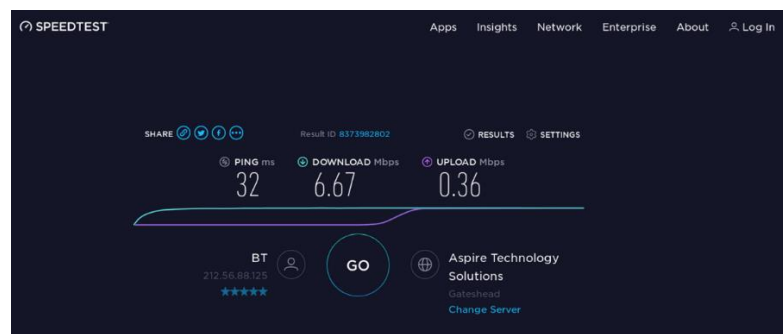 SPEEDTEST
Apps Insights Network Enterprise About Log In
SHARE Result ID 8373982802 RESULTS SETTINGS
PING ms DOWNLOAD Mbps UPLOAD Mbps
32 6.67 0.36
BT
212.56.88.125
GO
Aspire Technology
Solutions
Gateshead
Change Server